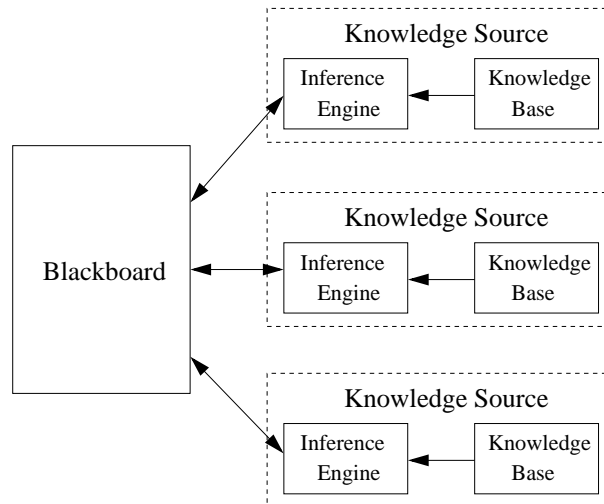 Knowledge Source
Inference
Engine
Knowledge
Base
Blackboard
Knowledge Source
Inference
Engine
Knowledge
Base
Knowledge Source
Inference
Engine
Knowledge
Base